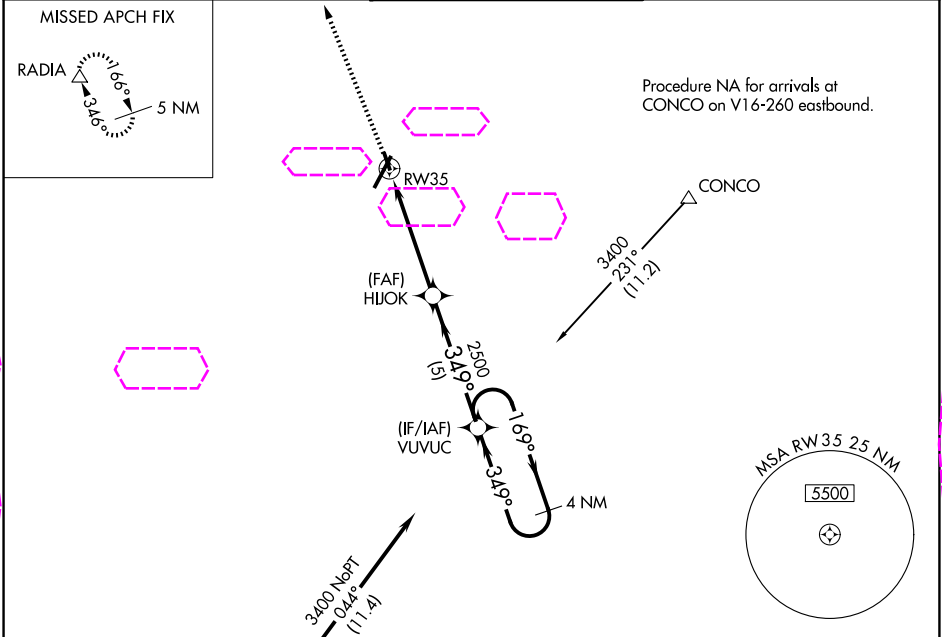 MISSED APCH FIX
RADIA
166°
346°
5 NM
Procedure NA for arrivals at
CONCO on V16-260 eastbound.
RW35
CONCO
3400
231°
(11.2)
(FAF)
HIJOK
2500
349°
(5)
(IF/IAF)
VUVUC
169°
349°
4 NM
MSA RW35 25 NM
5500
3400 NoPT
044°
(11.4)